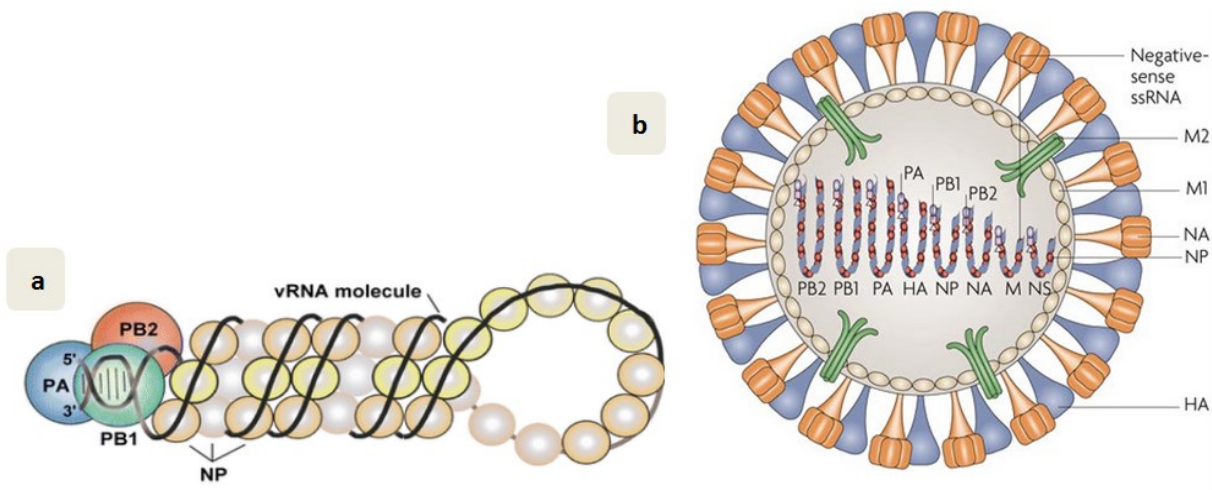 a
PB2
5'
PA
3'
PB1
NP
vRNA molecule
b
Negative-
sense
ssRNA
M2
M1
NA
NP
HA
PA
PB1
PB2
PB2 PB1 PA HA NP NA M NS